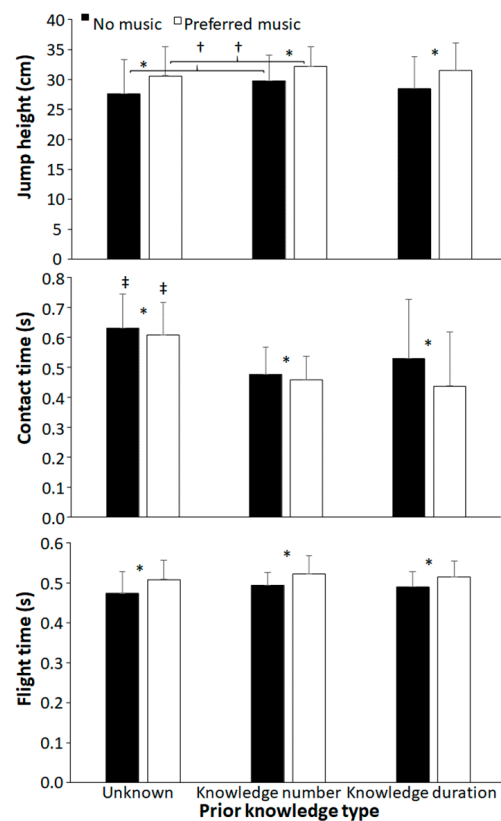 No music Preferred music
Jump height (cm)
40
35
30
25
20
15
10
5
0
* † † * *
Contact time (s)
0.8
0.7
0.6
0.5
0.4
0.3
0.2
0.1
0.0
‡ ‡
* * *
Flight time (s)
0.6
0.5
0.4
0.3
0.2
0.1
0.0
* * *
Unknown Knowledge number Knowledge duration
Prior knowledge type